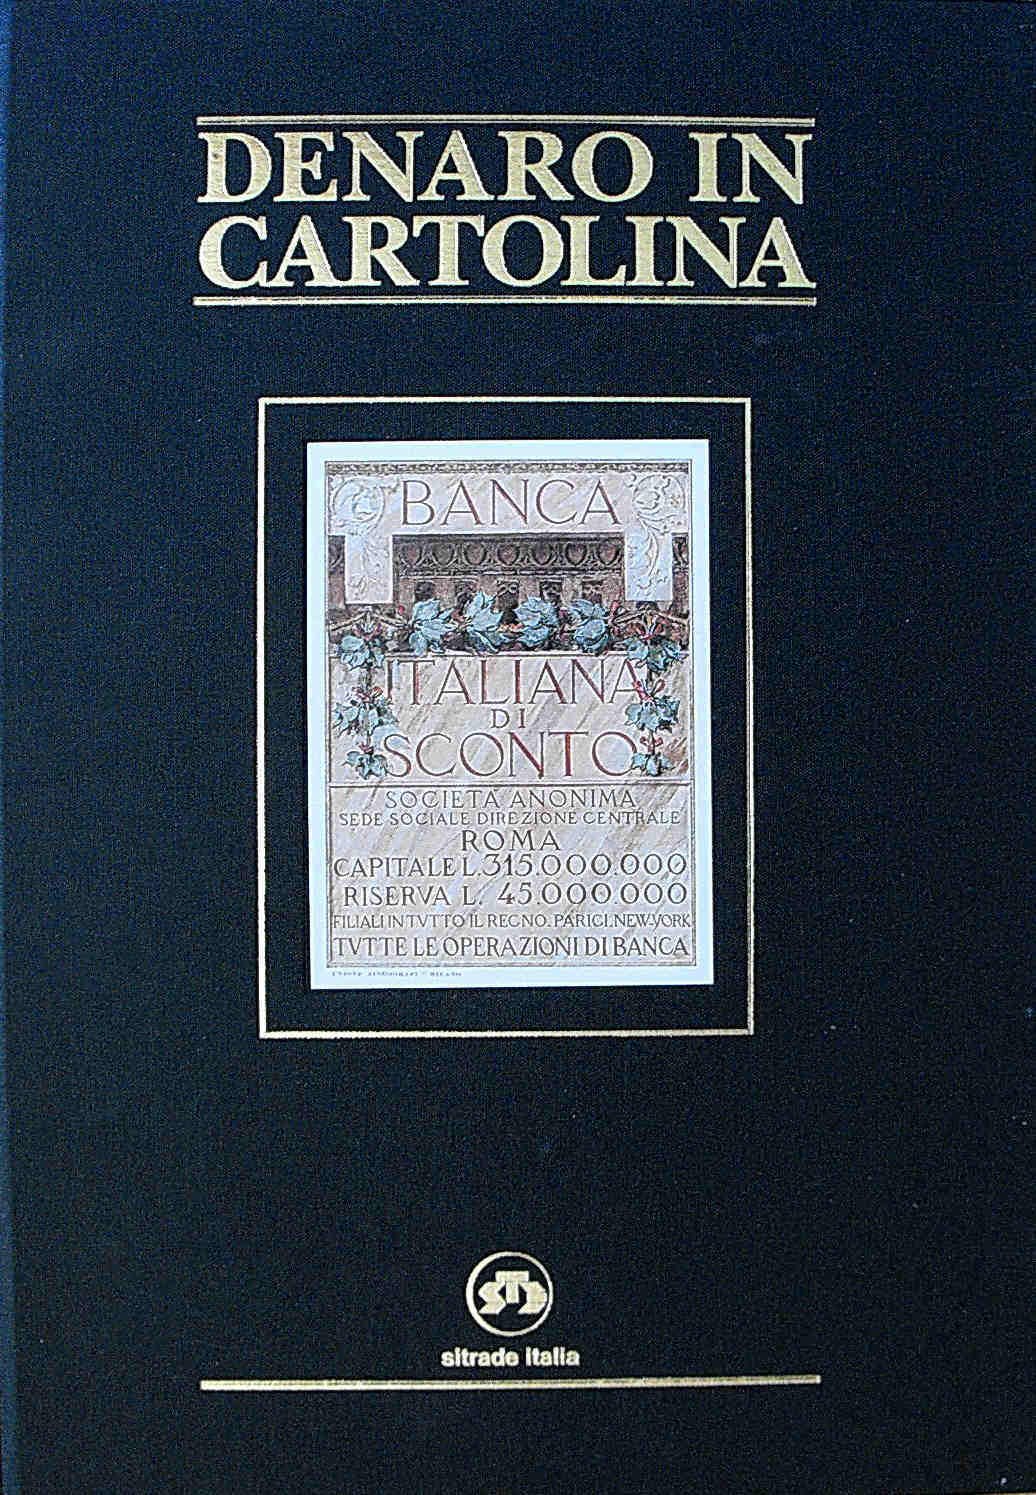 DENARO IN
CARTOLINA
BANCA
ITALIANA
DI
SCONTO
SOCIETÀ ANONIMA
SEDE SOCIALE DIREZIONE CENTRALE
ROMA
CAPITALE L. 315.000.000
RISERVA L. 45.000.000
FILIALI IN TVTTO IL REGNO. PARIGI. NEW-YORK
TVTTE LE OPERAZIONI DI BANCA
STD
sitrade italia